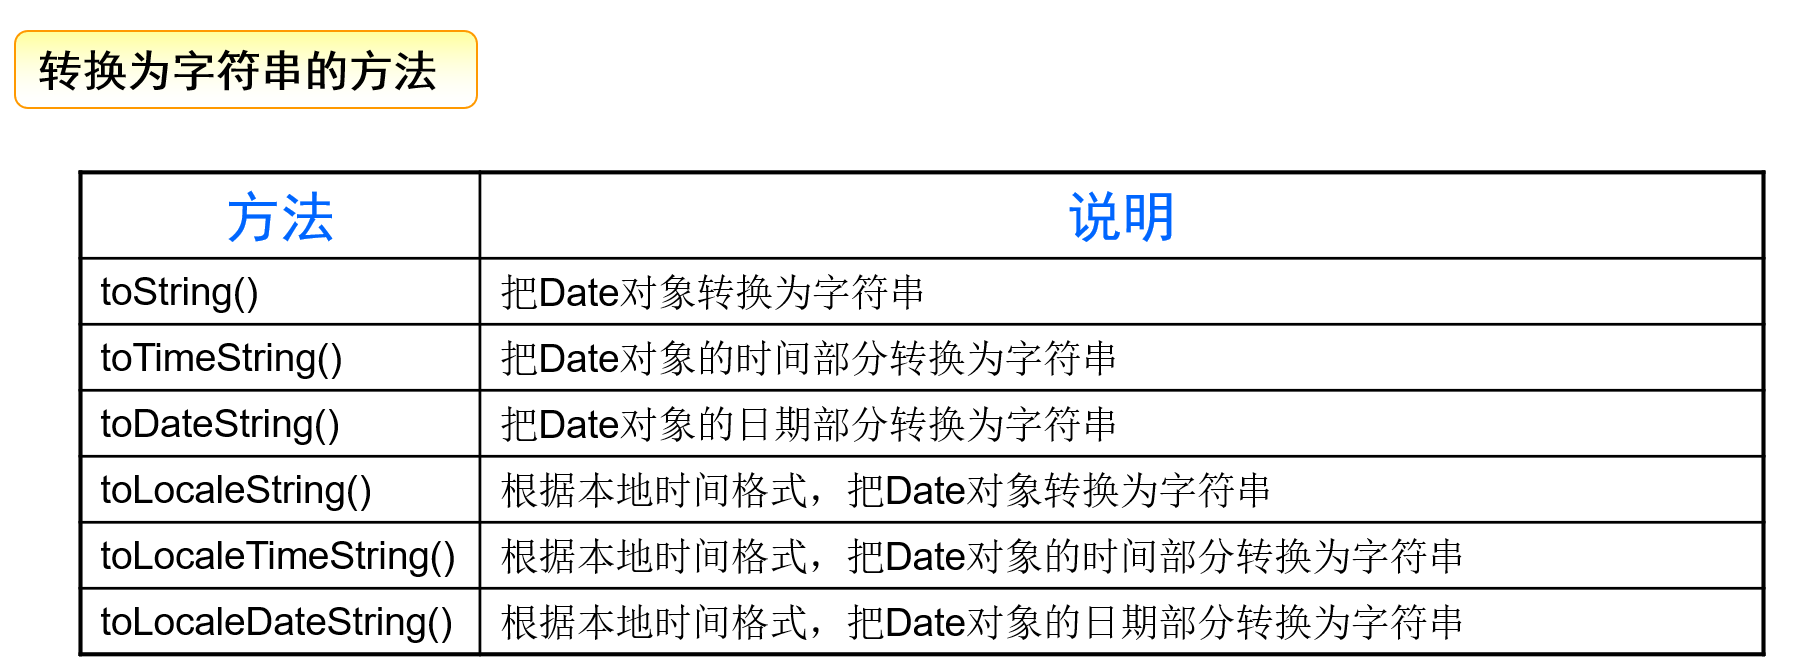 转换为字符串的方法
方法 说明
toString() 把Date对象转换为字符串
toTimeString() 把Date对象的时间部分转换为字符串
toDateString() 把Date对象的日期部分转换为字符串
toLocaleString() 根据本地时间格式，把Date对象转换为字符串
toLocaleTimeString() 根据本地时间格式，把Date对象的时间部分转换为字符串
toLocaleDateString() 根据本地时间格式，把Date对象的日期部分转换为字符串